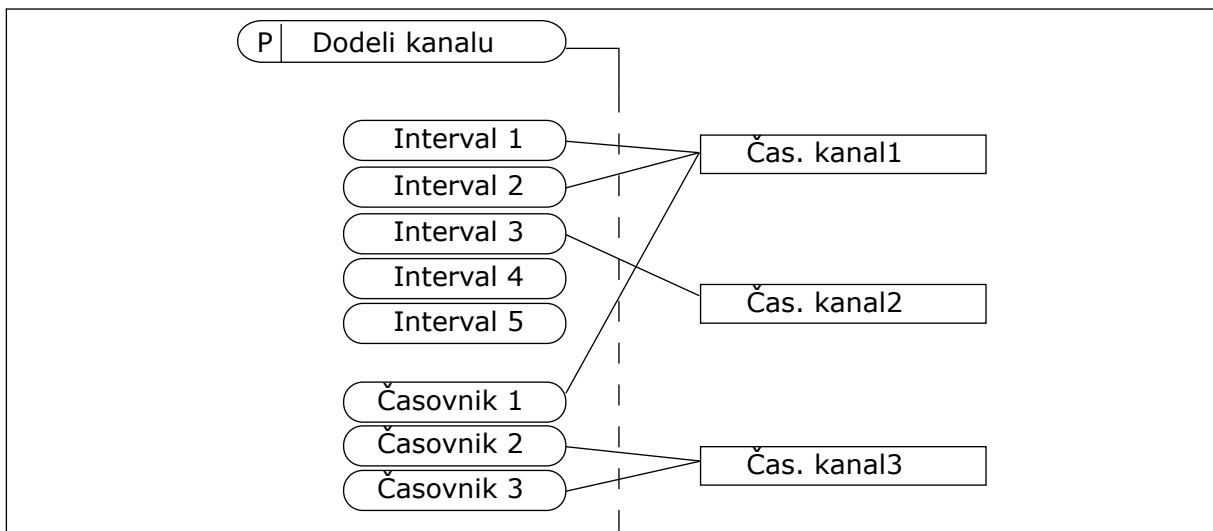 P Dodeli kanalu
Interval 1
Interval 2
Interval 3
Interval 4
Interval 5
Časovnik 1
Časovnik 2
Časovnik 3
Čas. kanal1
Čas. kanal2
Čas. kanal3